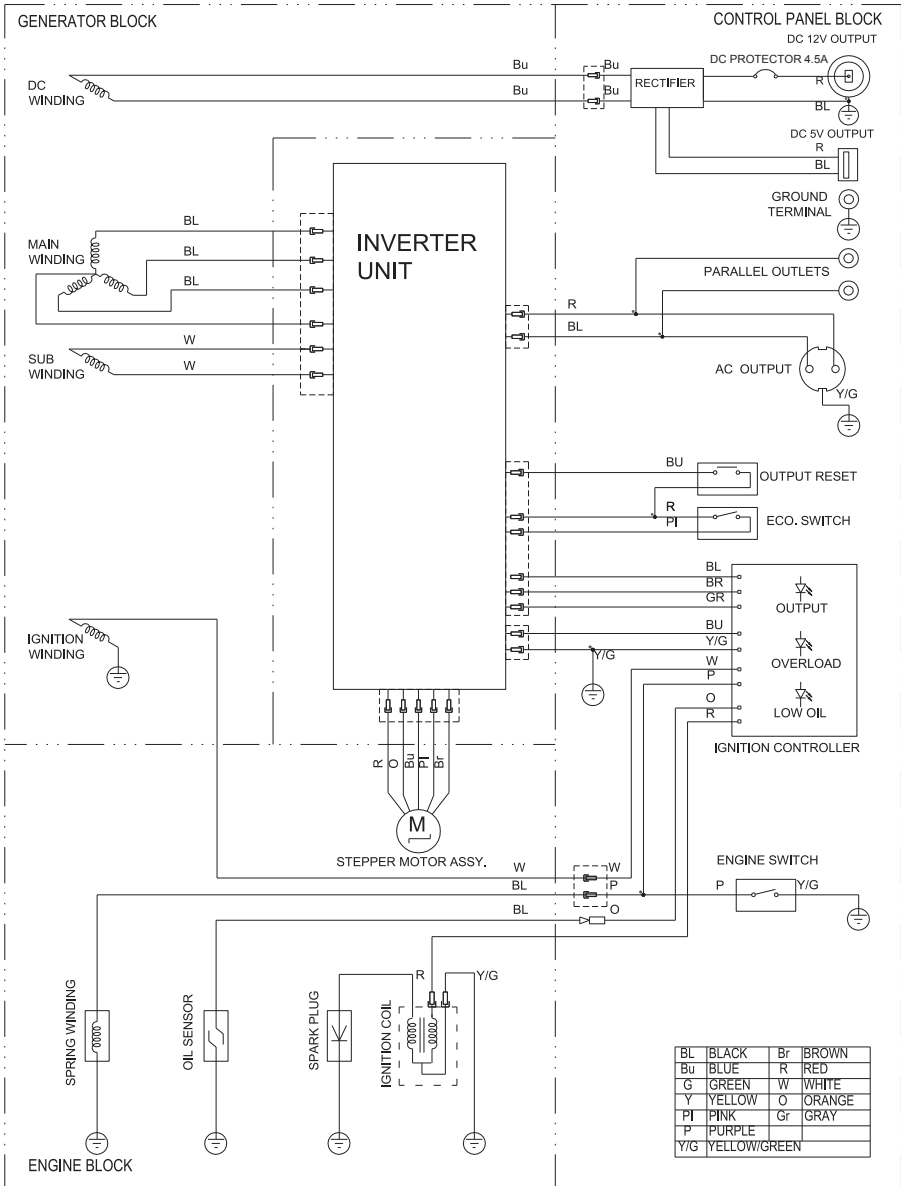 GENERATOR BLOCK
CONTROL PANEL BLOCK
DC 12V OUTPUT
DC PROTECTOR 4.5A
Bu Bu
DC
WINDING
RECTIFIER
R
Bu Bu
BL
DC 5V OUTPUT
R
BL
GROUND
TERMINAL
BL
MAIN
WINDING
BL
BL
INVERTER
UNIT
PARALLEL OUTLETS
R
BL
W
SUB
WINDING
W
AC OUTPUT
Y/G
BU
OUTPUT RESET
R
PI
ECO. SWITCH
BL
BR
GR
OUTPUT
BU
Y/G
Y/G
OVERLOAD
W
P
O
R
LOW OIL
IGNITION CONTROLLER
IGNITION
WINDING
R
O
Bu
PI
Br
M
STEPPER MOTOR ASSY.
W W
BL P
ENGINE SWITCH
P Y/G
BL O
R Y/G
SPRING WINDING
OIL SENSOR
SPARK PLUG
IGNITION COIL
ENGINE BLOCK
BL BLACK Br BROWN
Bu BLUE R RED
G GREEN W WHITE
Y YELLOW O ORANGE
PI PINK Gr GRAY
P PURPLE
Y/G YELLOW/GREEN